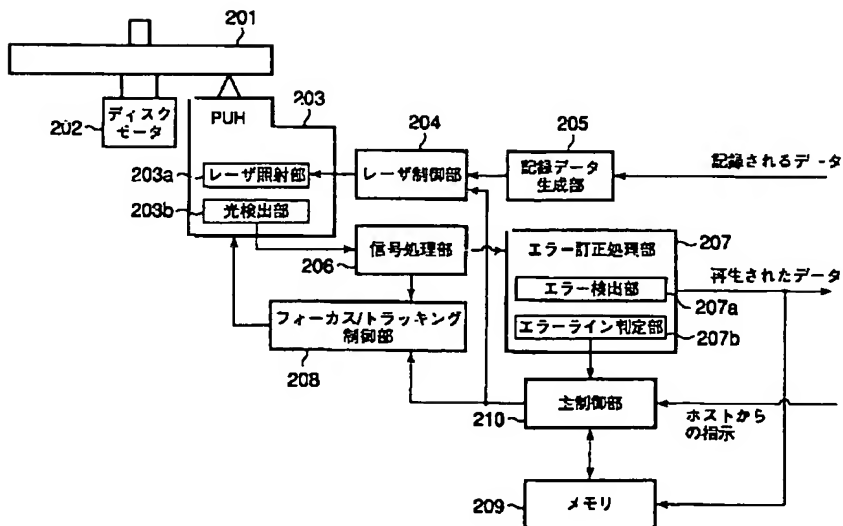 201
ディスク
モータ
202
PUH
203
203a
レーザ照射部
203b
光検出部
204
レーザ制御部
205
記録データ
生成部
記録されるデータ
信号処理部
206
エラー訂正処理部
207
エラー検出部
207a
エラーライン判定部
207b
再生されたデータ
フォーカス/トラッキング
制御部
208
主制御部
210
ホストから
の指示
メモリ
209